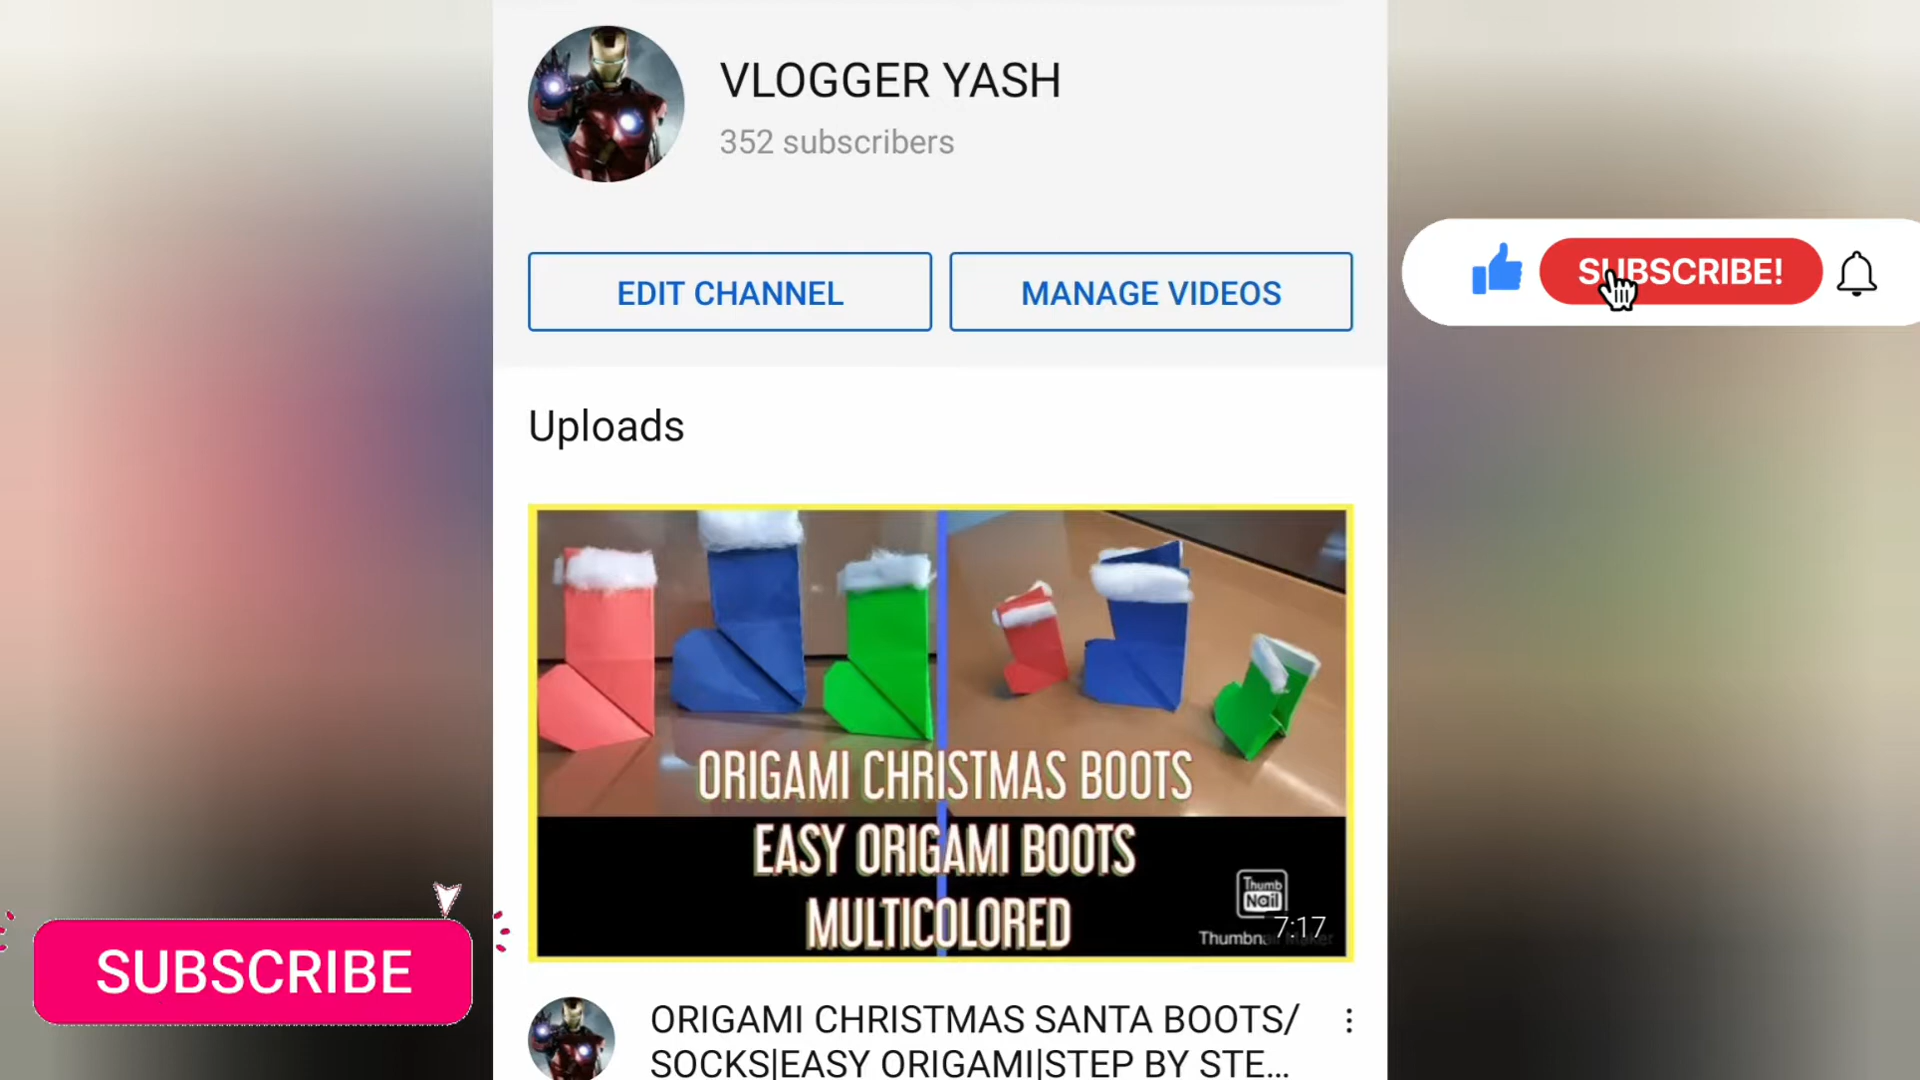 VLOGGER YASH
352 subscribers
EDIT CHANNEL
MANAGE VIDEOS
SUBSCRIBE!
Uploads
ORIGAMI CHRISTMAS BOOTS
EASY ORIGAMI BOOTS
MULTICOLORED
Thumb
Nail
7:17
SUBSCRIBE
ORIGAMI CHRISTMAS SANTA BOOTS/
SOCKS|EASY ORIGAMI|STEP BY STE...